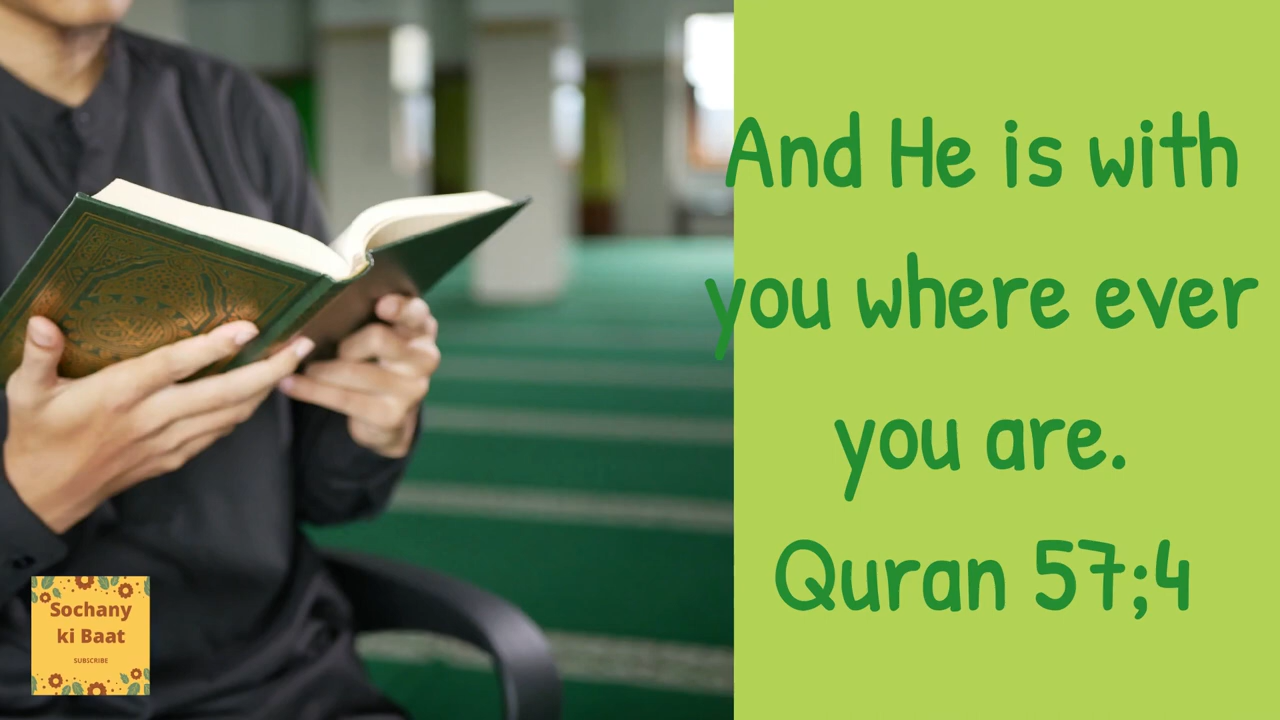 And He is with
you where ever
you are.
Quran 57;4
Sochany
ki Baat
SUBSCRIBE